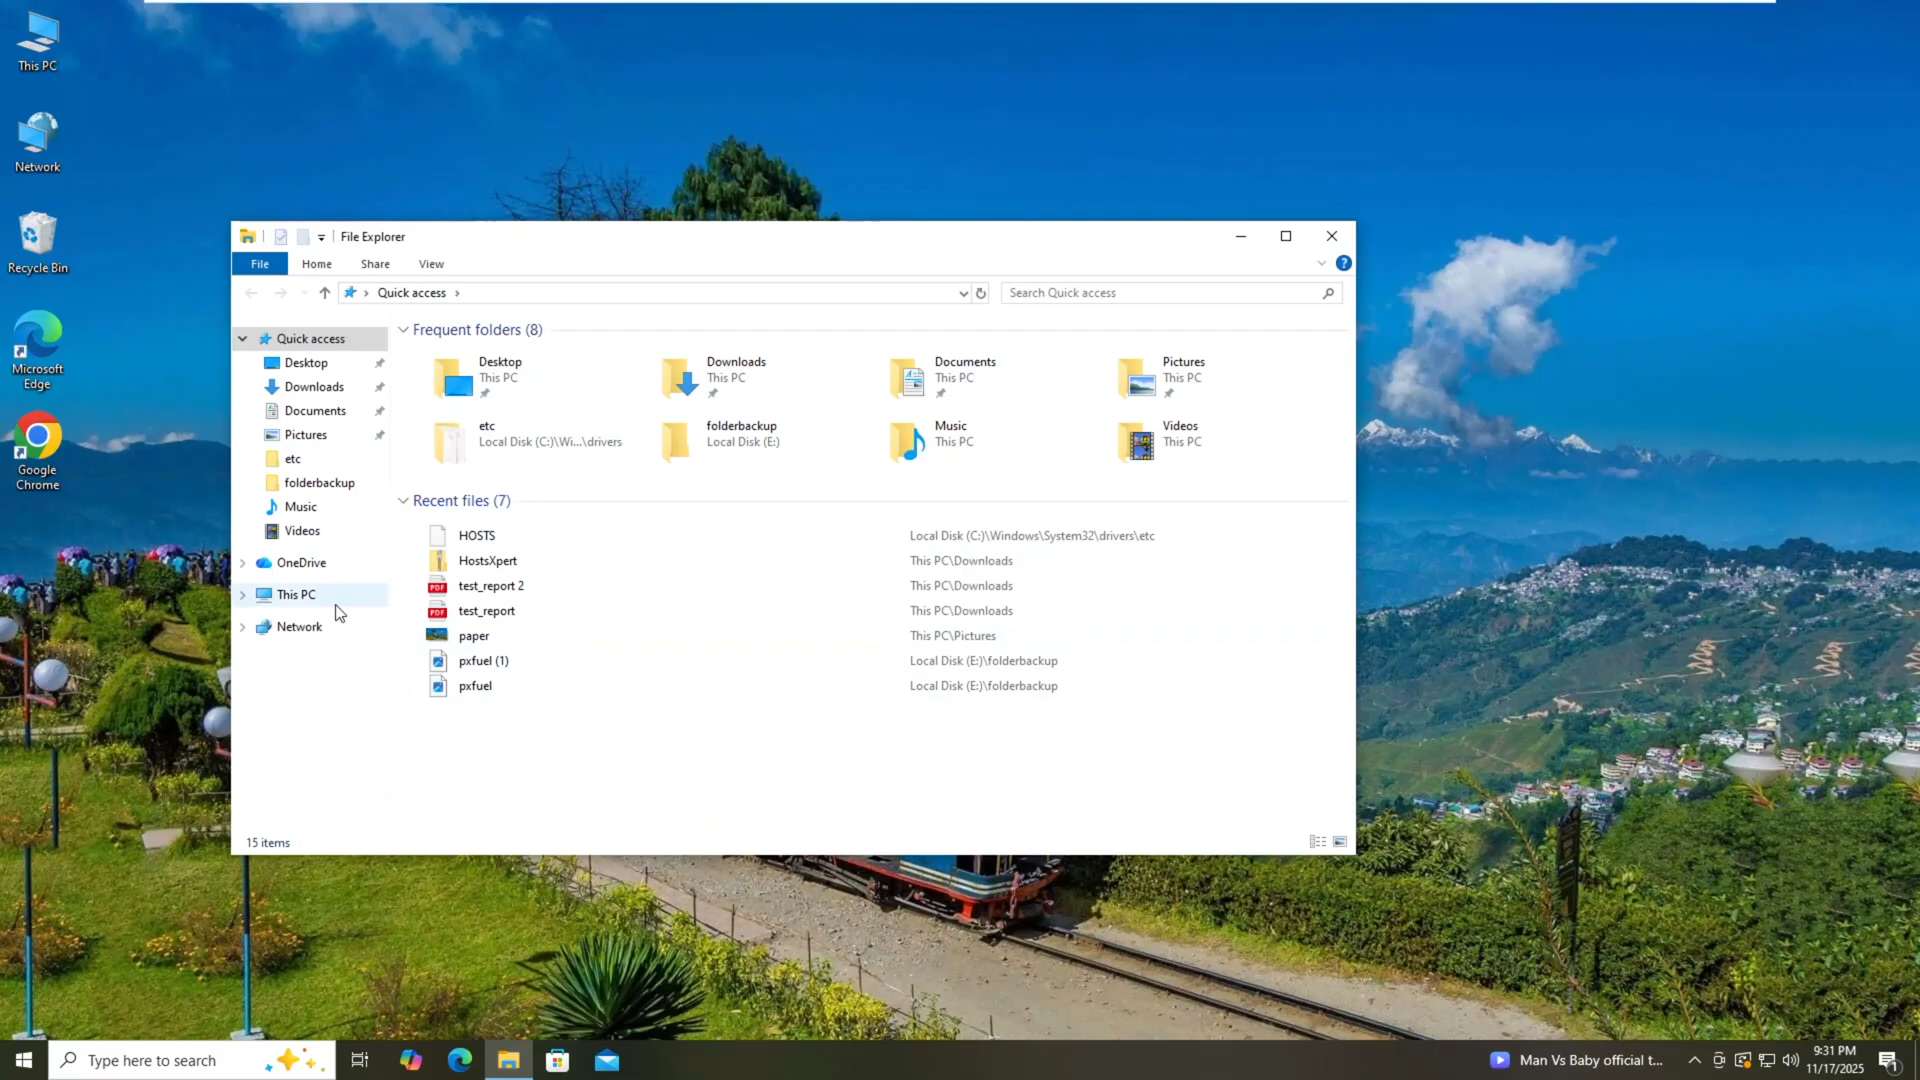 This PC
Network
Recycle Bin
Microsoft
Edge
Google
Chrome
File Explorer
File Home Share View
Quick access
Search Quick access
Quick access
Desktop
Downloads
Documents
Pictures
etc
folderbackup
Music
Videos
OneDrive
This PC
Network
Frequent folders (8)
Desktop
This PC
Downloads
This PC
Documents
This PC
Pictures
This PC
etc
Local Disk (C:)\Wi...\drivers
folderbackup
Local Disk (E:)
Music
This PC
Videos
This PC
Recent files (7)
HOSTS Local Disk (C:)\Windows\System32\drivers\etc
HostsXpert This PC\Downloads
PDF test_report 2 This PC\Downloads
PDF test_report This PC\Downloads
paper This PC\Pictures
pxfuel (1) Local Disk (E:)\folderbackup
pxfuel Local Disk (E:)\folderbackup
15 items
Type here to search
Man Vs Baby official t...
9:31 PM
11/17/2025
1